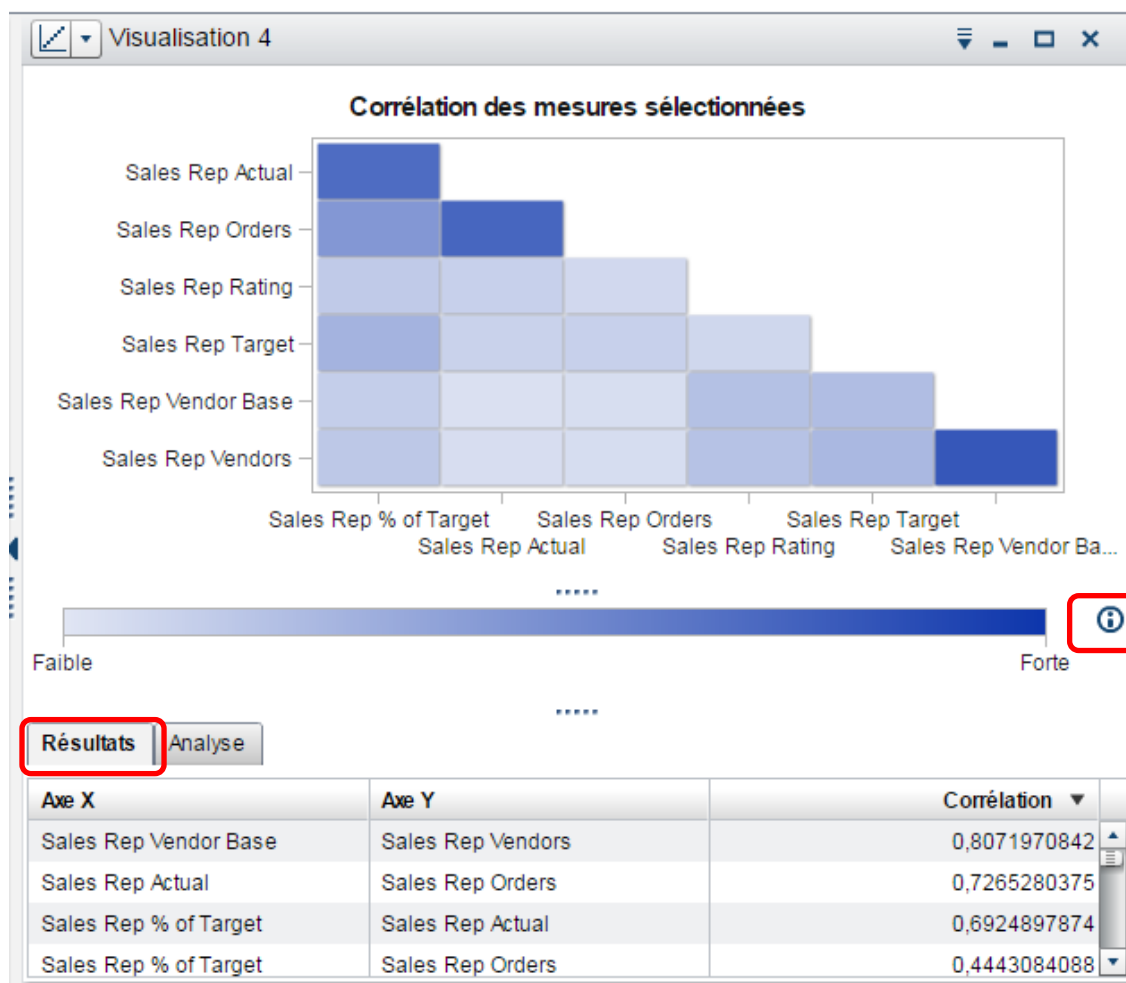 Visualisation 4
Corrélation des mesures sélectionnées
Sales Rep Actual
Sales Rep Orders
Sales Rep Rating
Sales Rep Target
Sales Rep Vendor Base
Sales Rep Vendors
Sales Rep % of Target Sales Rep Orders Sales Rep Target
Sales Rep Actual Sales Rep Rating Sales Rep Vendor Ba...
Faible Forte
Résultats Analyse
Axe X Axe Y Corrélation
Sales Rep Vendor Base Sales Rep Vendors 0,8071970842
Sales Rep Actual Sales Rep Orders 0,7265280375
Sales Rep % of Target Sales Rep Actual 0,6924897874
Sales Rep % of Target Sales Rep Orders 0,4443084088